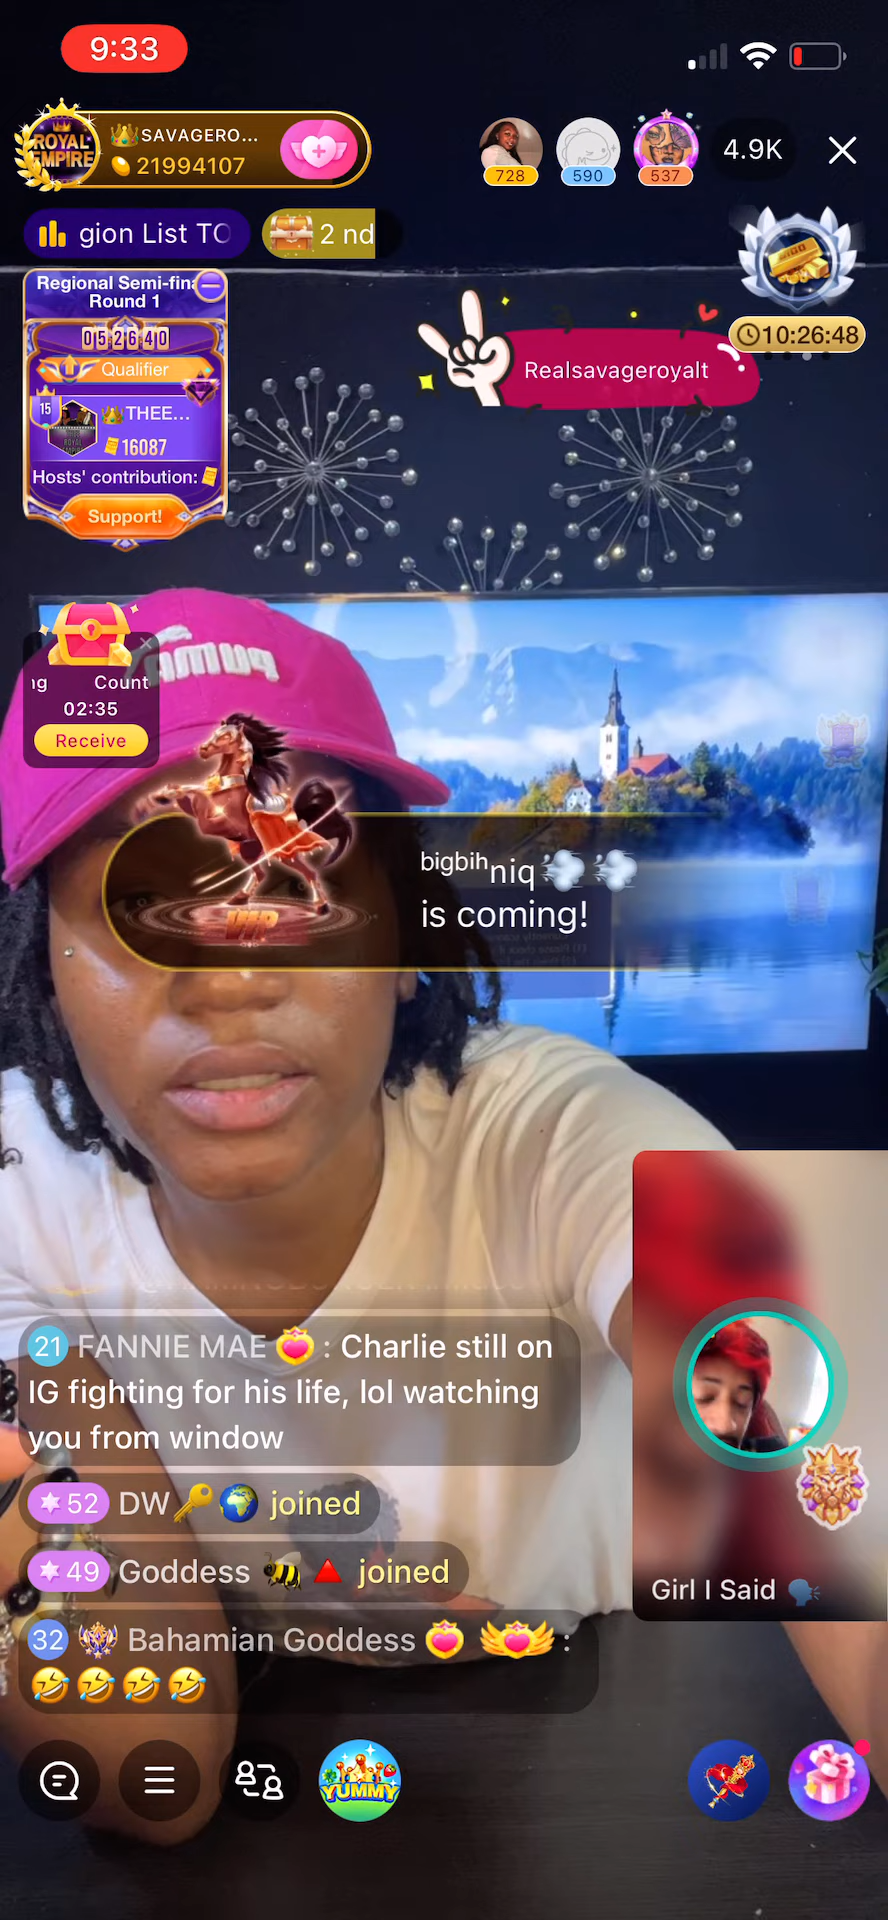 9:33
ROYAL
EMPIRE
👑SAVAGERO...
21994107
728
590
537
4.9K
gion List TO
2 nd
Regional Semi-fina
Round 1
05:26:40
Qualifier
15
👑THEE...
16087
Hosts' contribution:
Support!
10:26:48
Realsavageroyalt
puma
ng Count
02:35
Receive
VIP
bigbihniq💨💨
is coming!
21 FANNIE MAE : Charlie still on
IG fighting for his life, lol watching
you from window
52 DW🔑🌍 joined
49 Goddess 🐝🔺 joined
32 Bahamian Goddess :
🤣🤣🤣🤣
Girl I Said 🗣️
YUMMY